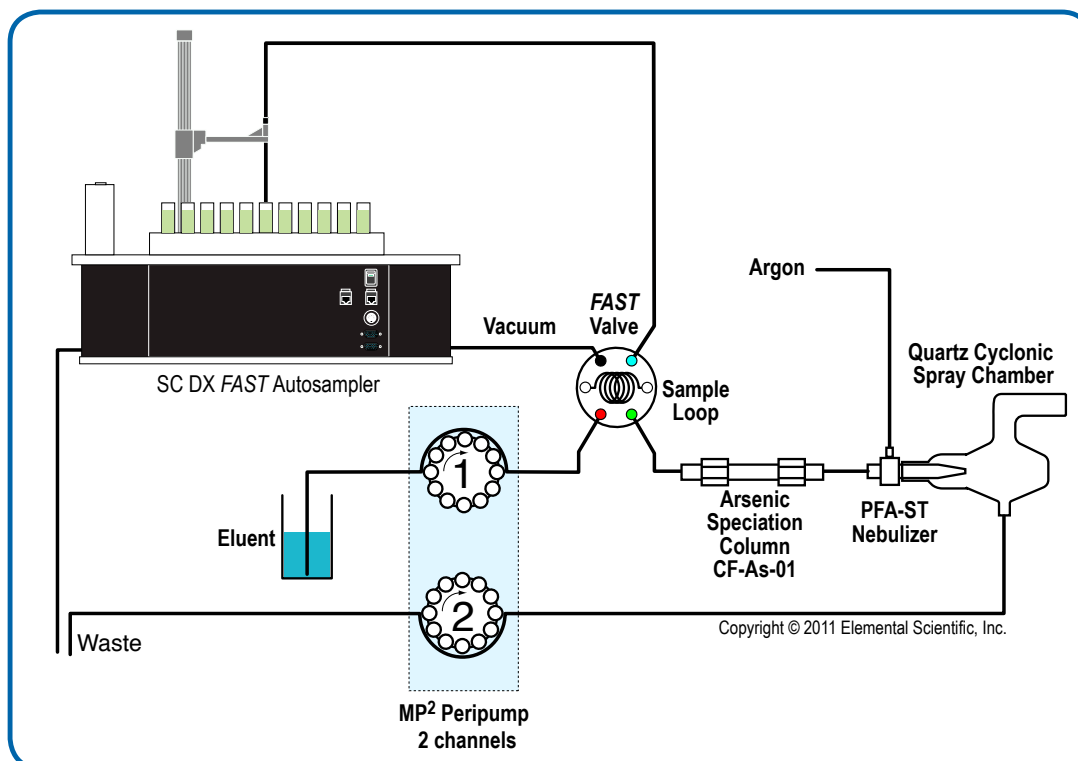 Argon
FAST
Valve
Vacuum
Quartz Cyclonic
Spray Chamber
SC DX FAST Autosampler
Sample
Loop
1
Eluent
Arsenic
Speciation
Column
CF-As-01
PFA-ST
Nebulizer
2
Waste
Copyright © 2011 Elemental Scientific, Inc.
MP2 Peripump
2 channels